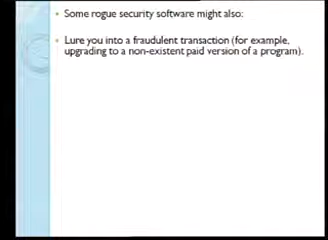 • Some rogue security software might also:
• Lure you into a fraudulent transaction (for example,
upgrading to a non-existent paid version of a program).